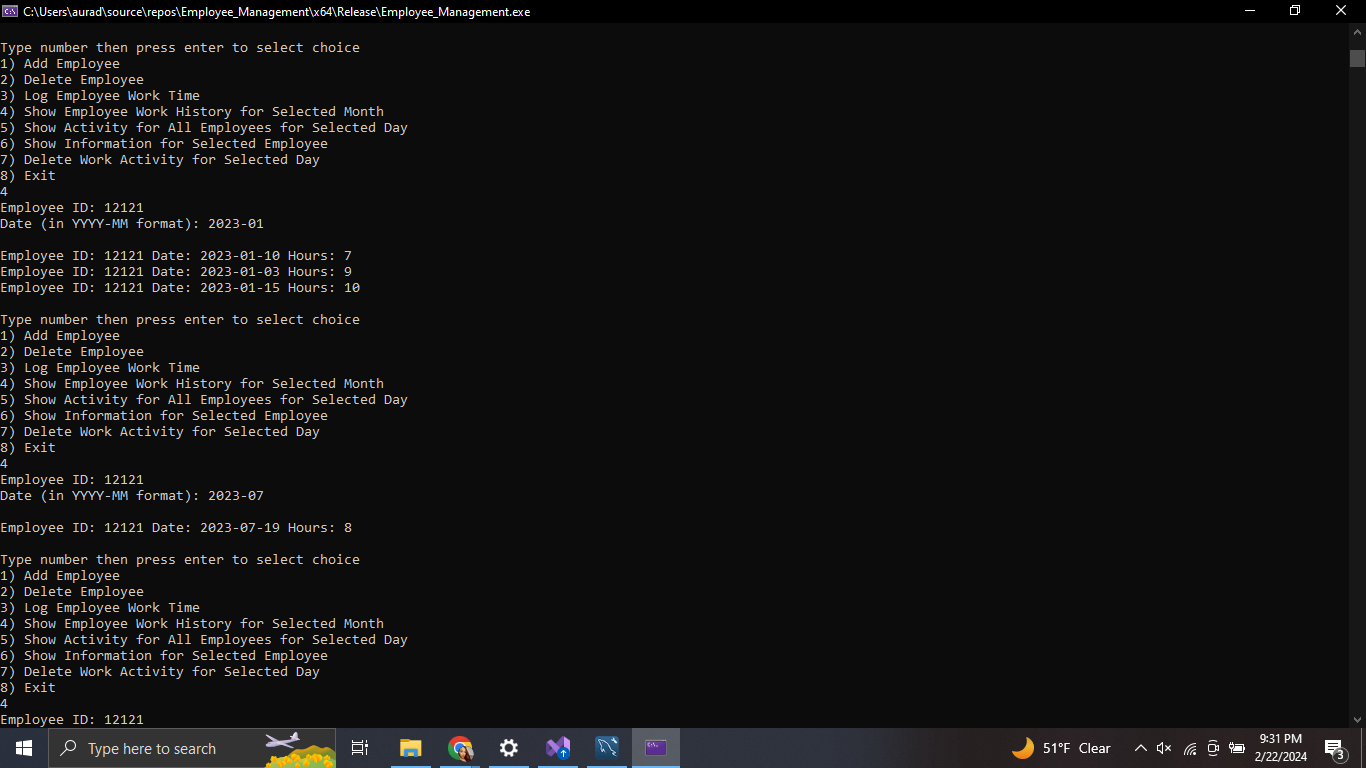 C:\Users\aurad\source\repos\Employee_Management\x64\Release\Employee_Management.exe
Type number then press enter to select choice
1) Add Employee
2) Delete Employee
3) Log Employee Work Time
4) Show Employee Work History for Selected Month
5) Show Activity for All Employees for Selected Day
6) Show Information for Selected Employee
7) Delete Work Activity for Selected Day
8) Exit
4
Employee ID: 12121
Date (in YYYY-MM format): 2023-01
Employee ID: 12121 Date: 2023-01-10 Hours: 7
Employee ID: 12121 Date: 2023-01-03 Hours: 9
Employee ID: 12121 Date: 2023-01-15 Hours: 10
Type number then press enter to select choice
1) Add Employee
2) Delete Employee
3) Log Employee Work Time
4) Show Employee Work History for Selected Month
5) Show Activity for All Employees for Selected Day
6) Show Information for Selected Employee
7) Delete Work Activity for Selected Day
8) Exit
4
Employee ID: 12121
Date (in YYYY-MM format): 2023-07
Employee ID: 12121 Date: 2023-07-19 Hours: 8
Type number then press enter to select choice
1) Add Employee
2) Delete Employee
3) Log Employee Work Time
4) Show Employee Work History for Selected Month
5) Show Activity for All Employees for Selected Day
6) Show Information for Selected Employee
7) Delete Work Activity for Selected Day
8) Exit
4
Employee ID: 12121
Type here to search
51°F Clear
9:31 PM
2/22/2024
3